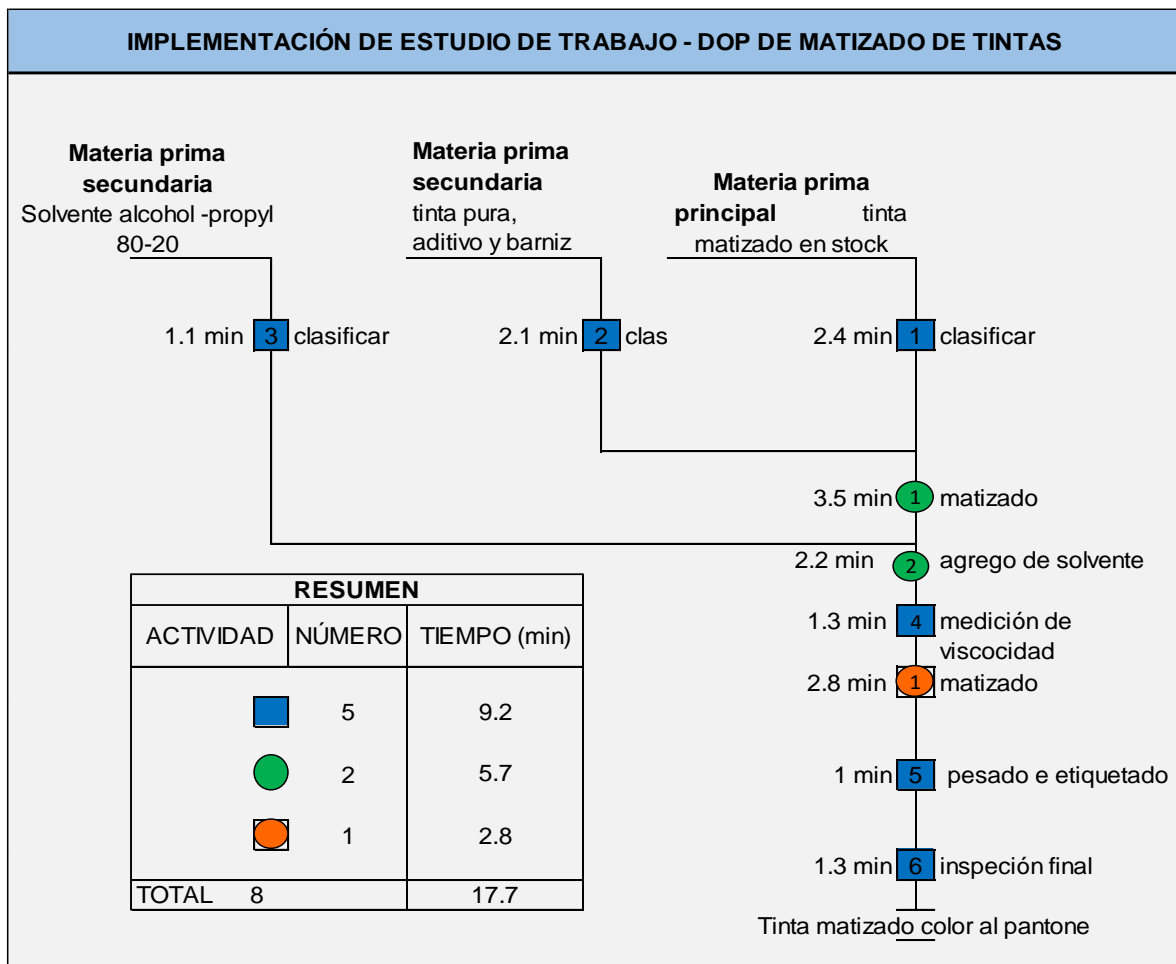 IMPLEMENTACIÓN DE ESTUDIO DE TRABAJO - DOP DE MATIZADO DE TINTAS
Materia prima
secundaria
Solvente alcohol -propyl
80-20
Materia prima
secundaria
tinta pura,
aditivo y barniz
Materia prima
principal tinta
matizado en stock
1.1 min 3 clasificar
2.1 min 2 clas
2.4 min 1 clasificar
3.5 min 1 matizado
2.2 min 2 agrego de solvente
1.3 min 4 medición de
viscocidad
2.8 min 1 matizado
1 min 5 pesado e etiquetado
1.3 min 6 inspeción final
Tinta matizado color al pantone
RESUMEN
ACTIVIDAD NÚMERO TIEMPO (min)
5 9.2
2 5.7
1 2.8
TOTAL 8 17.7